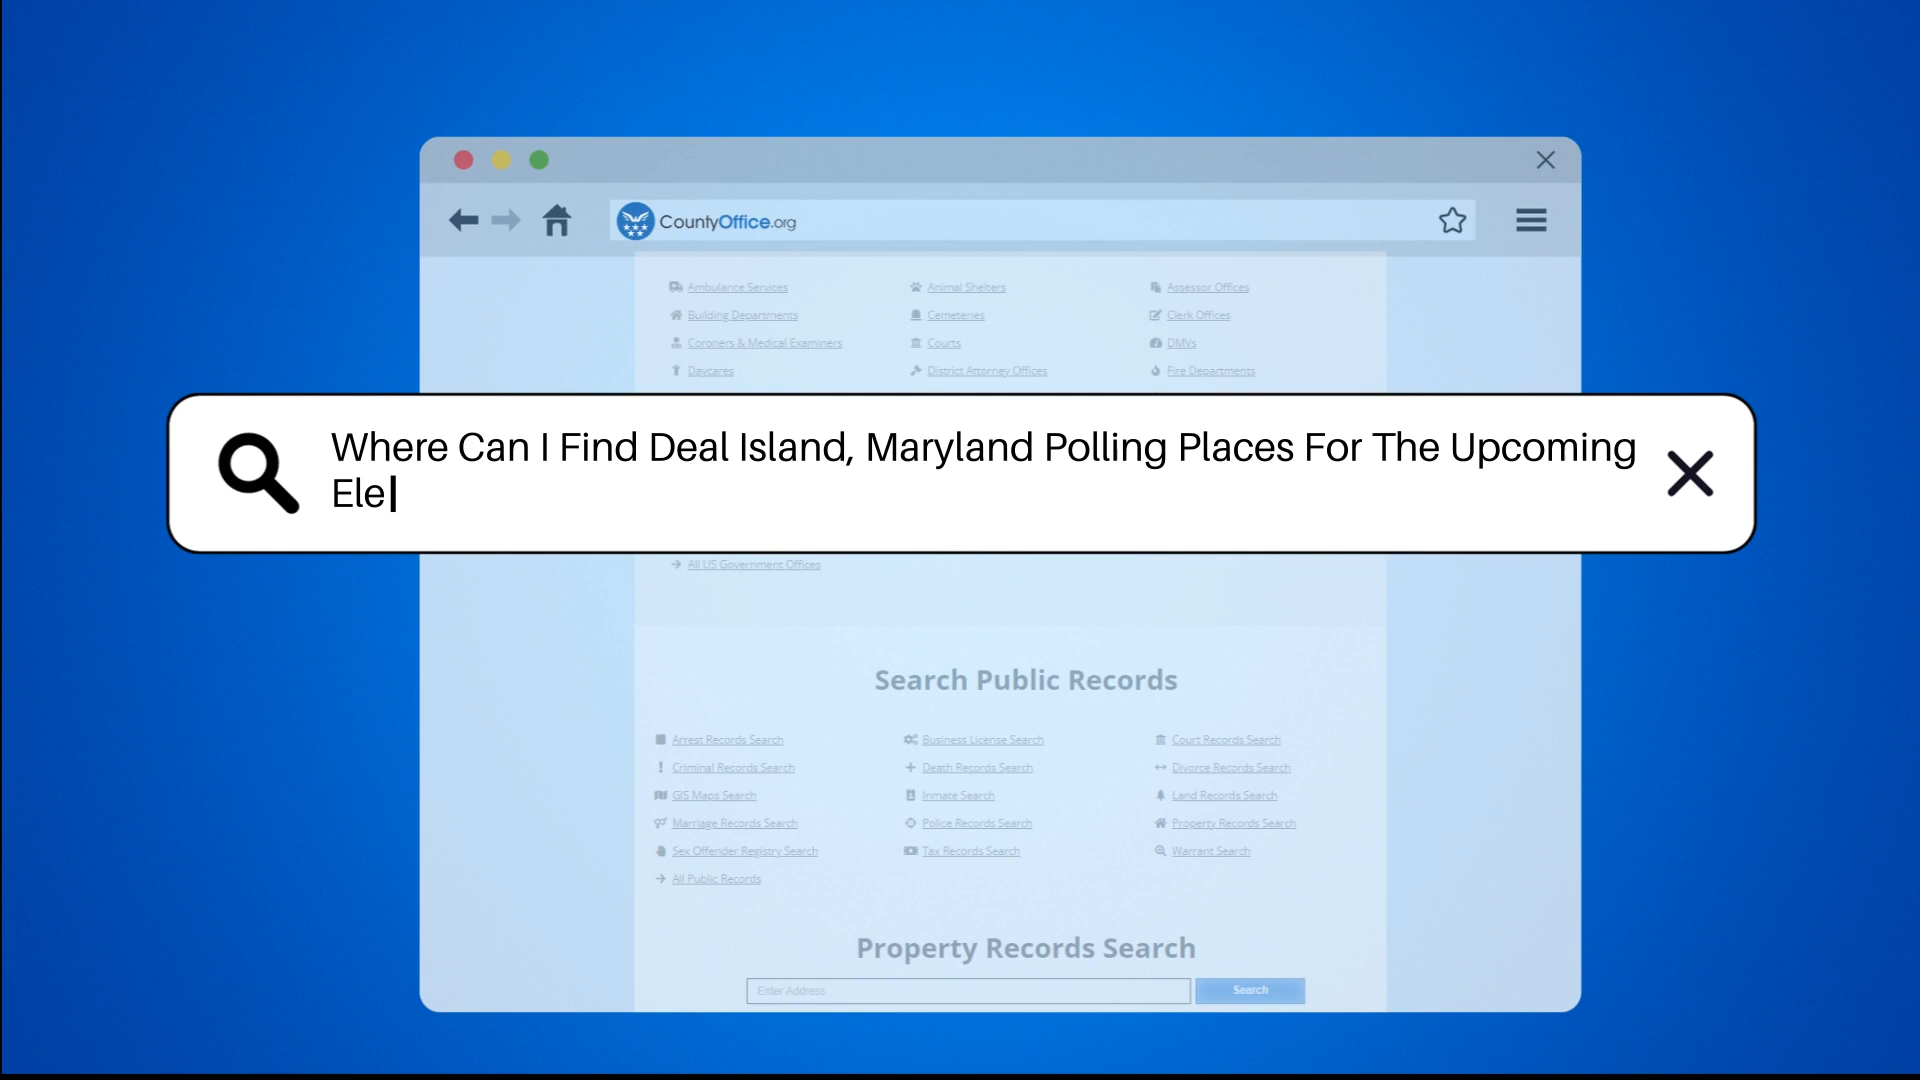 CountyOffice.org
Ambulance Services
Animal Shelters
Assessor Offices
Building Departments
Cemeteries
Clerk Offices
Coroners & Medical Examiners
Courts
DMVs
Daycares
District Attorney Offices
Fire Departments
Where Can I Find Deal Island, Maryland Polling Places For The Upcoming
Ele
All US Government Offices
Search Public Records
Arrest Records Search
Business License Search
Court Records Search
Criminal Records Search
Death Records Search
Divorce Records Search
GIS Maps Search
Inmate Search
Land Records Search
Marriage Records Search
Police Records Search
Property Records Search
Sex Offender Registry Search
Tax Records Search
Warrant Search
All Public Records
Property Records Search
Enter Address
Search